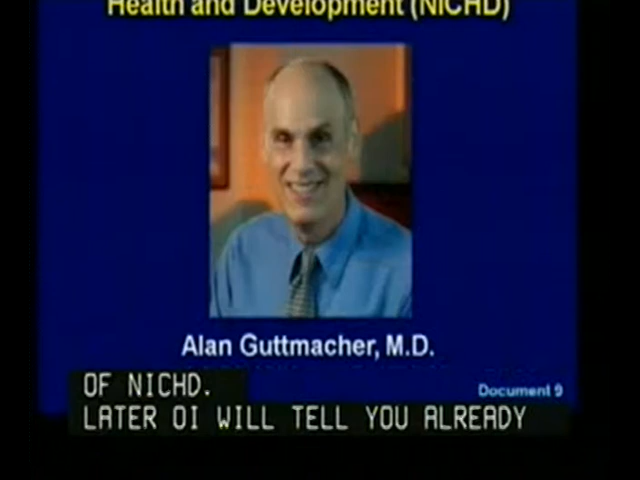 Health and Development (NICHD)
Alan Guttmacher, M.D.
Document 9
OF NICHD.
LATER OI WILL TELL YOU ALREADY